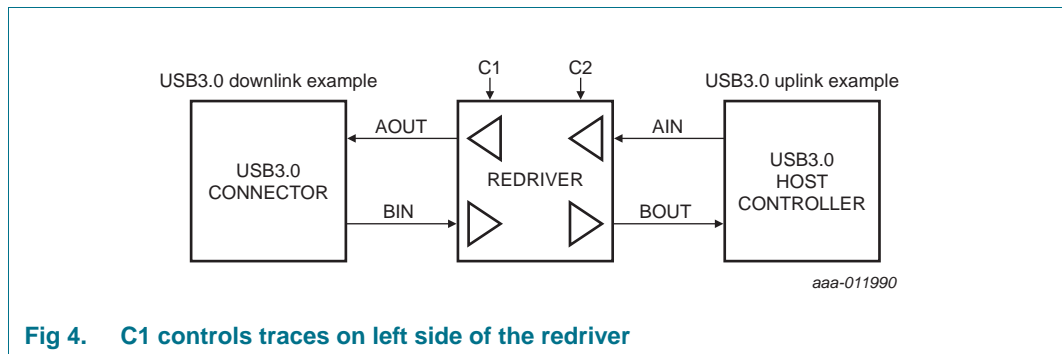 C1 C2
USB3.0 downlink example USB3.0 uplink example
AOUT AIN
USB3.0
CONNECTOR
REDRIVER
USB3.0
HOST
CONTROLLER
BIN BOUT
aaa-011990
Fig 4. C1 controls traces on left side of the redriver